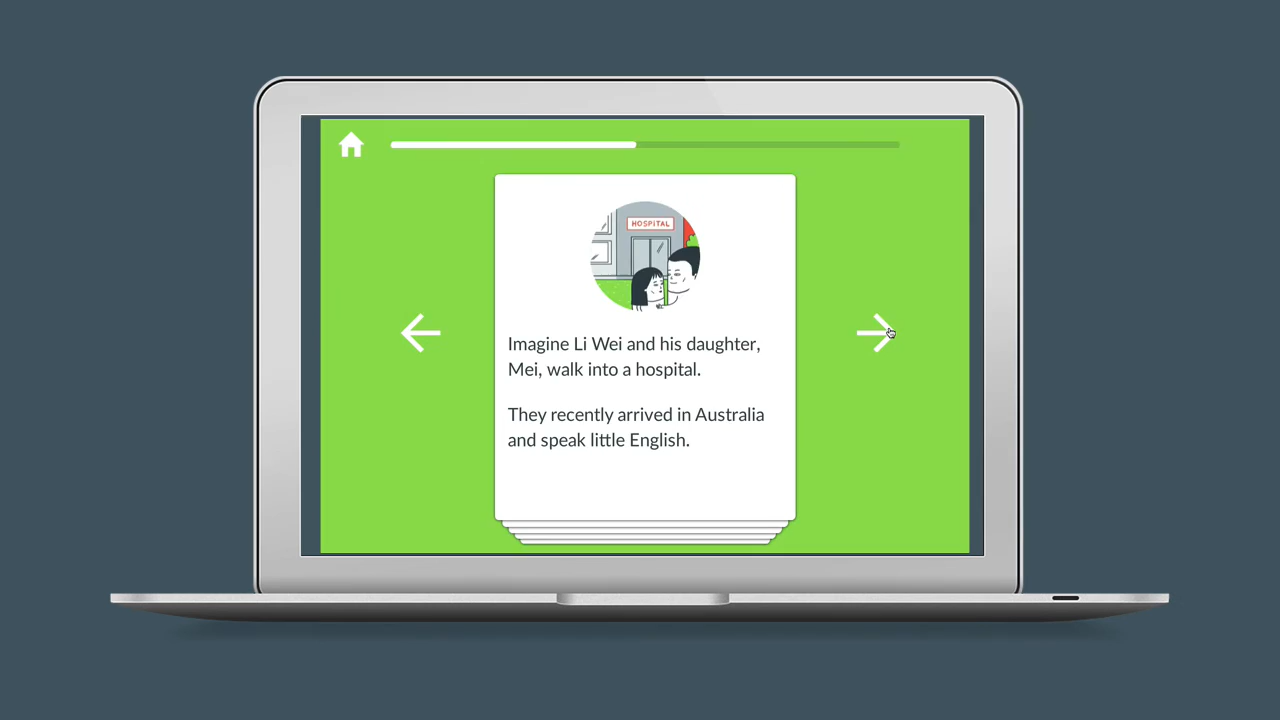 HOSPITAL
Imagine Li Wei and his daughter,
Mei, walk into a hospital.
They recently arrived in Australia
and speak little English.